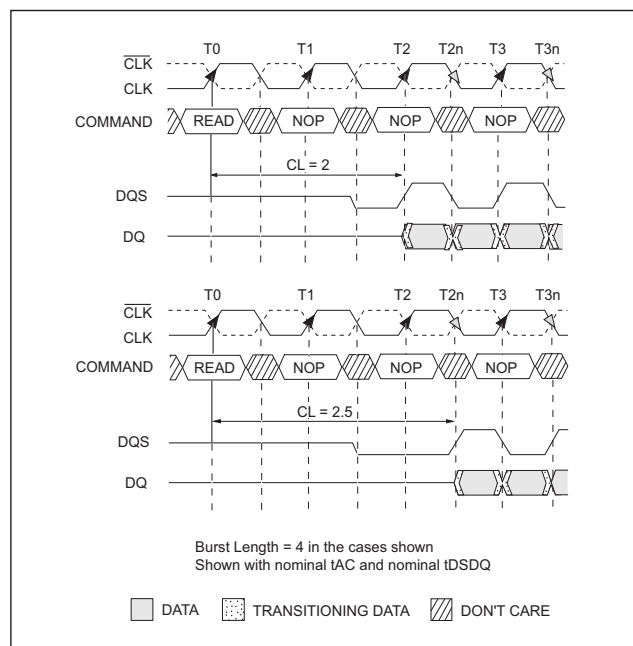 T0 T1 T2 T2n T3 T3n
CLK
CLK
COMMAND READ NOP NOP NOP
CL = 2
DQS
DQ
T0 T1 T2 T2n T3 T3n
CLK
CLK
COMMAND READ NOP NOP NOP
CL = 2.5
DQS
DQ
Burst Length = 4 in the cases shown
Shown with nominal tAC and nominal tDSDQ
DATA TRANSITIONING DATA DON'T CARE